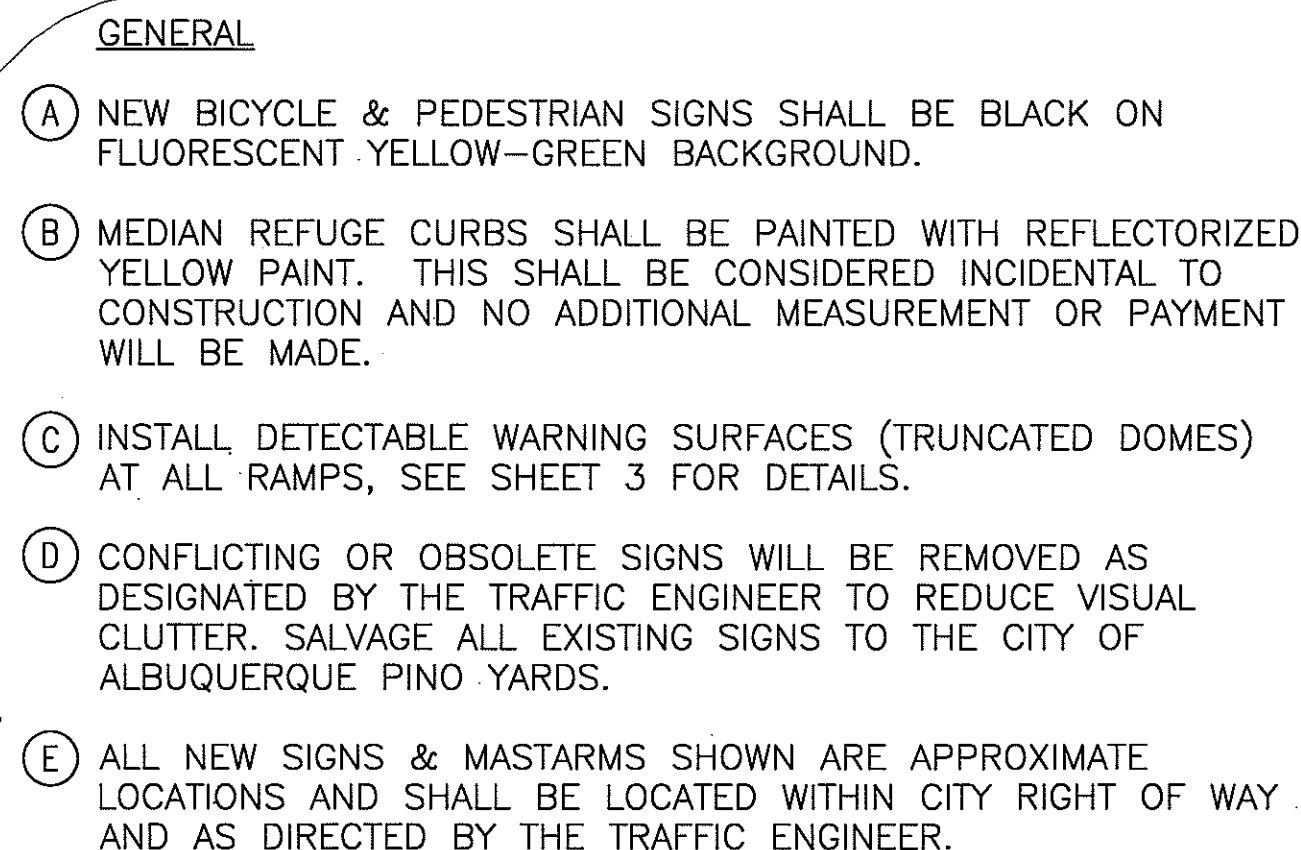 GENERAL
A NEW BICYCLE & PEDESTRIAN SIGNS SHALL BE BLACK ON
FLUORESCENT YELLOW-GREEN BACKGROUND.
B MEDIAN REFUGE CURBS SHALL BE PAINTED WITH REFLECTORIZED
YELLOW PAINT. THIS SHALL BE CONSIDERED INCIDENTAL TO
CONSTRUCTION AND NO ADDITIONAL MEASUREMENT OR PAYMENT
WILL BE MADE.
C INSTALL DETECTABLE WARNING SURFACES (TRUNCATED DOMES)
AT ALL RAMPS, SEE SHEET 3 FOR DETAILS.
D CONFLICTING OR OBSOLETE SIGNS WILL BE REMOVED AS
DESIGNATED BY THE TRAFFIC ENGINEER TO REDUCE VISUAL
CLUTTER. SALVAGE ALL EXISTING SIGNS TO THE CITY OF
ALBUQUERQUE PINO YARDS.
E ALL NEW SIGNS & MASTARMS SHOWN ARE APPROXIMATE
LOCATIONS AND SHALL BE LOCATED WITHIN CITY RIGHT OF WAY
AND AS DIRECTED BY THE TRAFFIC ENGINEER.